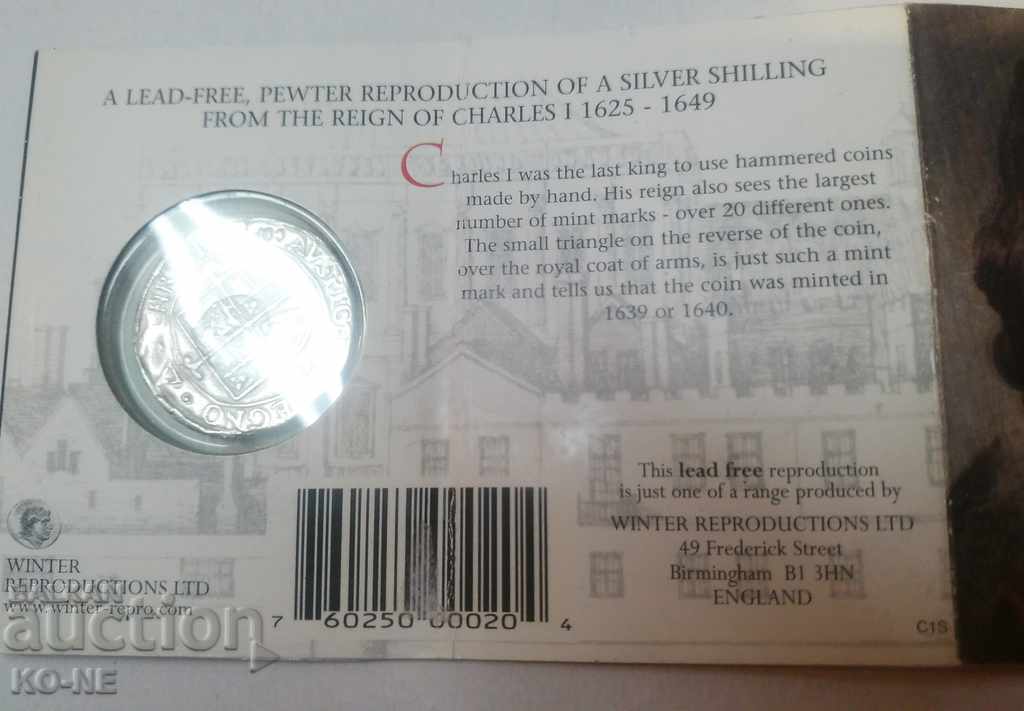 A LEAD-FREE, PEWTER REPRODUCTION OF A SILVER SHILLING
FROM THE REIGN OF CHARLES I 1625 - 1649
Charles I was the last king to use hammered coins
made by hand. His reign also sees the largest
number of mint marks - over 20 different ones.
The small triangle on the reverse of the coin,
over the royal coat of arms, is just such a mint
mark and tells us that the coin was minted in
1639 or 1640.
This lead free reproduction
is just one of a range produced by
WINTER REPRODUCTIONS LTD
49 Frederick Street
Birmingham B1 3HN
ENGLAND
C1S
WINTER
REPRODUCTIONS LTD
www.winter-repro.com
7 60250 00020 4
auction
KO-NE